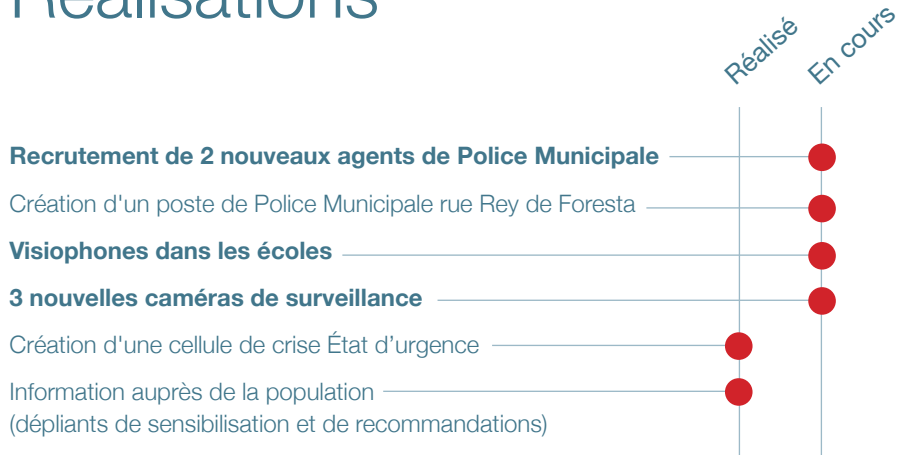 Réalisations
Réalisé
En cours
Recrutement de 2 nouveaux agents de Police Municipale
Création d'un poste de Police Municipale rue Rey de Foresta
Visiophones dans les écoles
3 nouvelles caméras de surveillance
Création d'une cellule de crise État d’urgence
Information auprès de la population
(dépliants de sensibilisation et de recommandations)